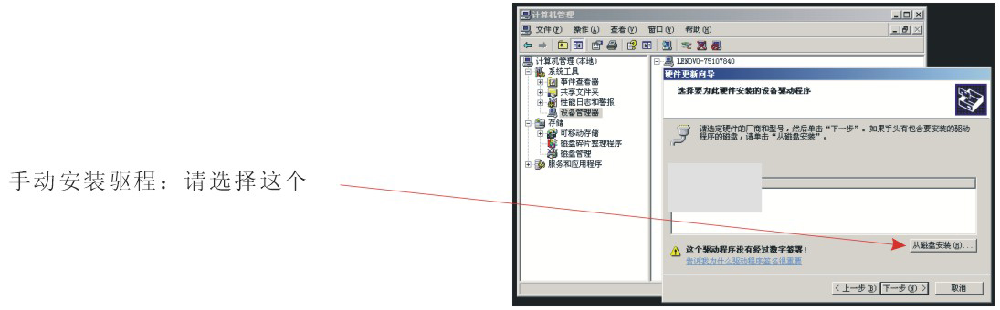 手动安装驱程：请选择这个
计算机管理
文件(F) 操作(A) 查看(V) 窗口(W) 帮助(H)
计算机管理(本地)
系统工具
事件查看器
共享文件夹
性能日志和警报
设备管理器
存储
可移动存储
磁盘碎片整理程序
磁盘管理
服务和应用程序
LENOVO-75107840
硬件更新向导
选择要为此硬件安装的设备驱动程序
请选定硬件的厂商和型号，然后单击“下一步”。如果手头有包含要安装的驱动
程序的磁盘，请单击“从磁盘安装”。
从磁盘安装(H)...
这个驱动程序没有经过数字签署！
告诉我为什么驱动程序签名很重要
< 上一步(B) 下一步(N) > 取消